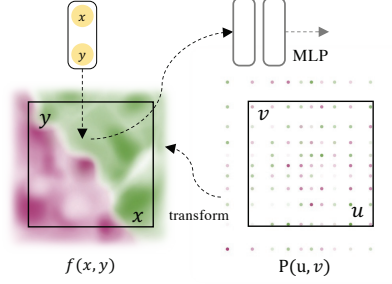 x
y
MLP
y
x
v
u
transform
f(x, y)
P(u, v)